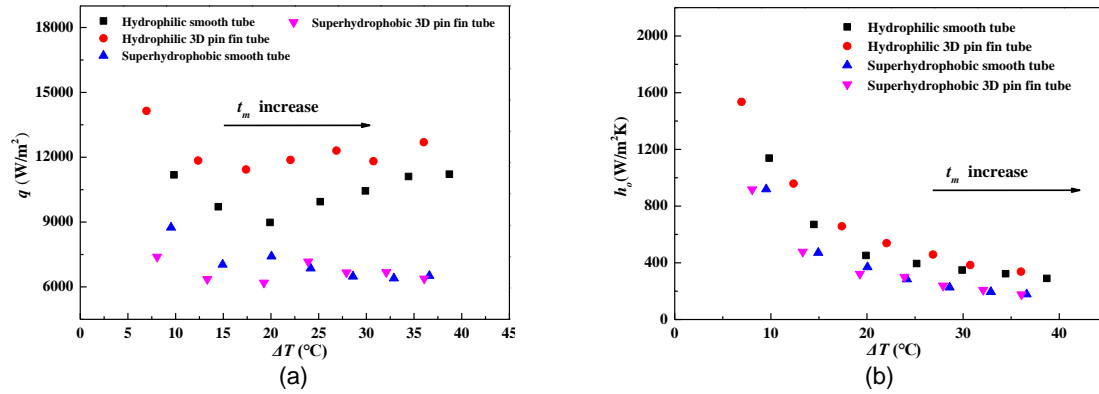 Hydrophilic smooth tube
Hydrophilic 3D pin fin tube
Superhydrophobic smooth tube
Superhydrophobic 3D pin fin tube
t_m increase
18000
15000
12000
9000
6000
q (W/m²)
0 5 10 15 20 25 30 35 40 45
ΔT (°C)
(a)
Hydrophilic smooth tube
Hydrophilic 3D pin fin tube
Superhydrophobic smooth tube
Superhydrophobic 3D pin fin tube
t_m increase
2000
1600
1200
800
400
0
h_o(W/m²K)
0 10 20 30 40
ΔT (°C)
(b)